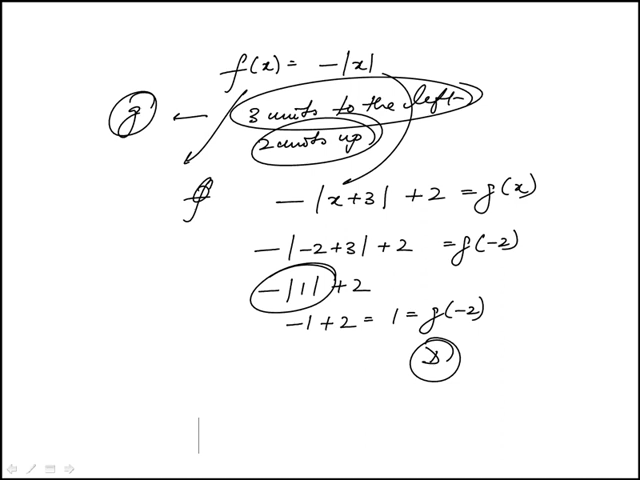 f(x) = -|x|
g ← 3 units to the left
2 units up
f
-|x+3| + 2 = g(x)
-|-2+3| + 2 = g(-2)
-|1| + 2
-1 + 2 = 1 = g(-2)
D